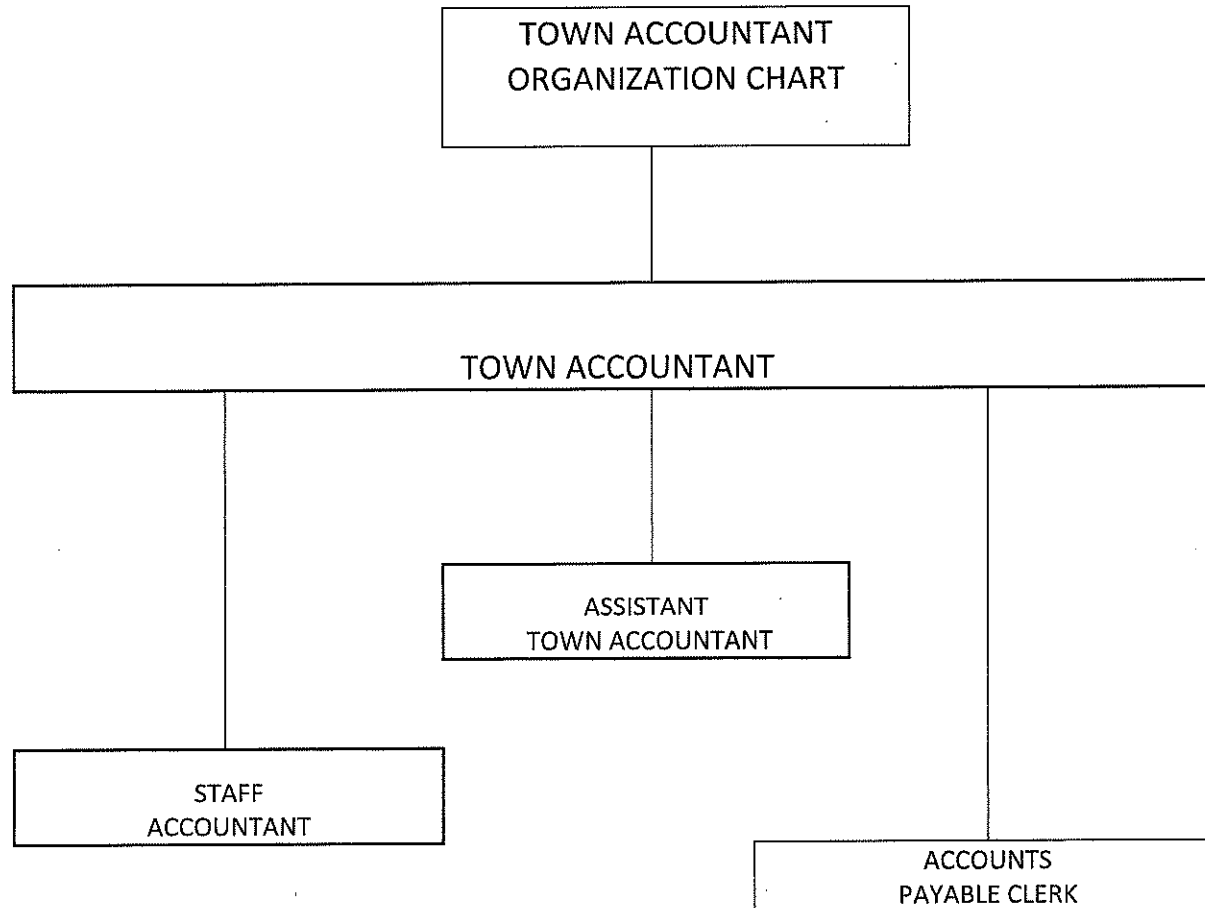 TOWN ACCOUNTANT
ORGANIZATION CHART
TOWN ACCOUNTANT
ASSISTANT
TOWN ACCOUNTANT
STAFF
ACCOUNTANT
ACCOUNTS
PAYABLE CLERK